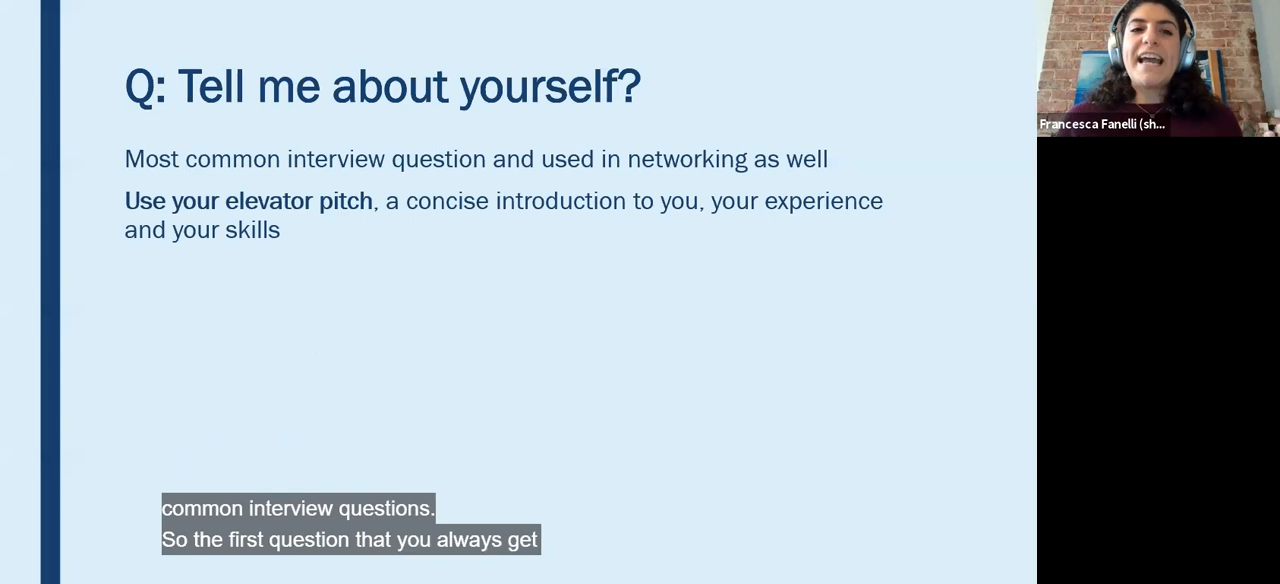 Q: Tell me about yourself?
Most common interview question and used in networking as well
Use your elevator pitch, a concise introduction to you, your experience
and your skills
common interview questions.
So the first question that you always get
Francesca Fanelli (sh...